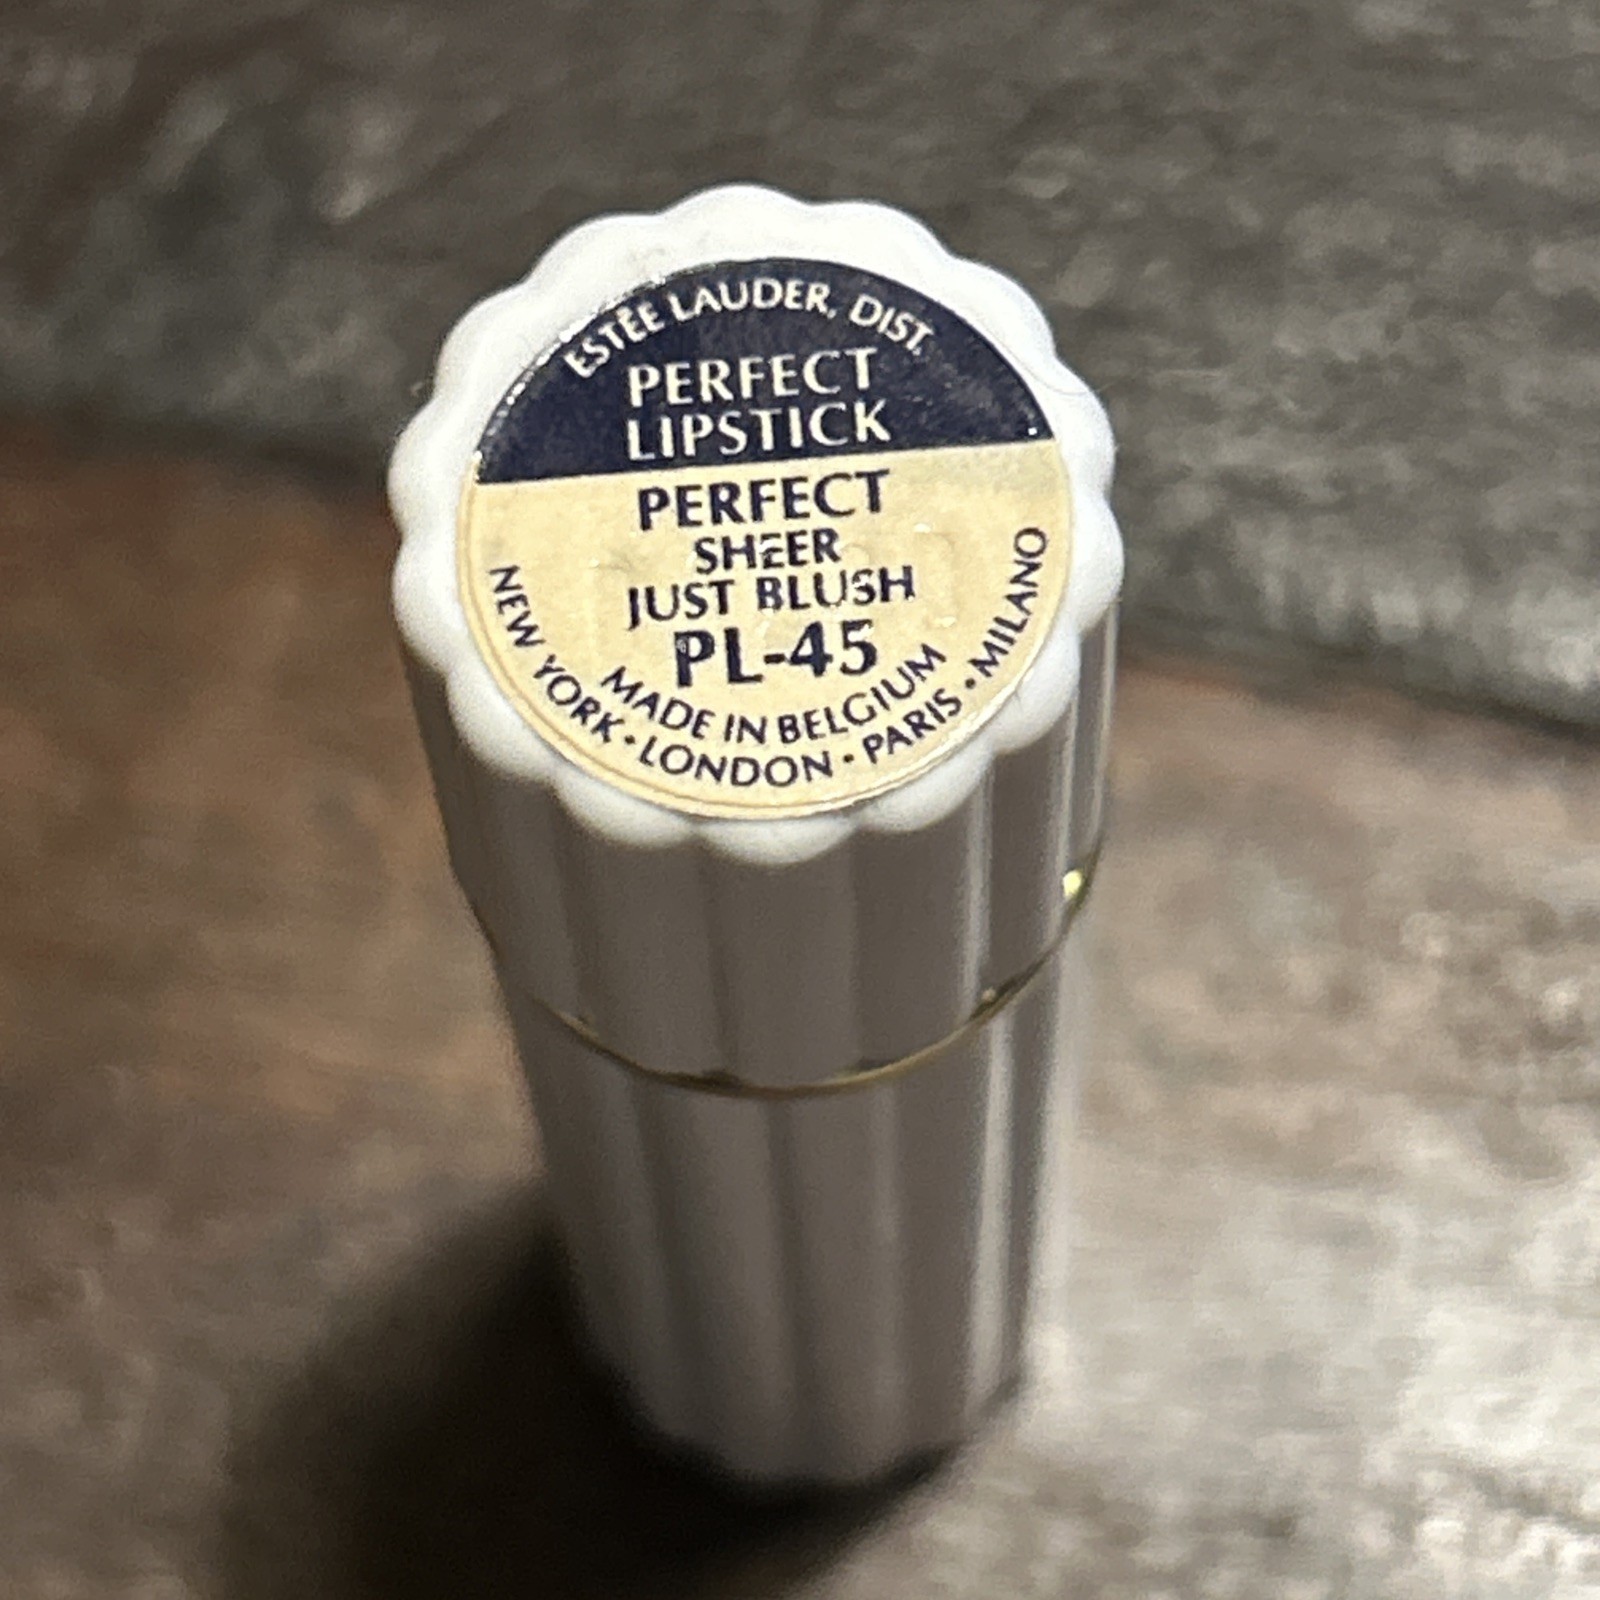 ESTĒE LAUDER, DIST.
PERFECT
LIPSTICK
PERFECT
SHEER
JUST BLUSH
PL-45
MADE IN BELGIUM
NEW YORK · LONDON · PARIS · MILANO